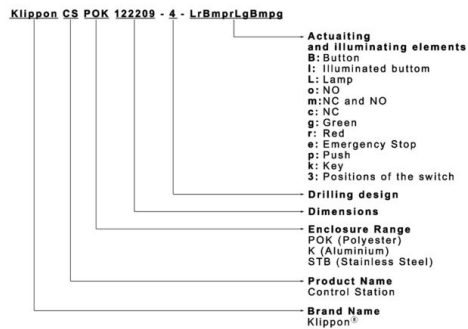 Klippon CS POK 122209 - 4 - LrBmprLgBmpg
Actuaiting
and illuminating elements
B: Button
I: Illuminated buttom
L: Lamp
o: NO
m:NC and NO
c: NC
g: Green
r: Red
e: Emergency Stop
p: Push
k: Key
3: Positions of the switch
Drilling design
Dimensions
Enclosure Range
POK (Polyester)
K (Aluminium)
STB (Stainless Steel)
Product Name
Control Station
Brand Name
Klippon®